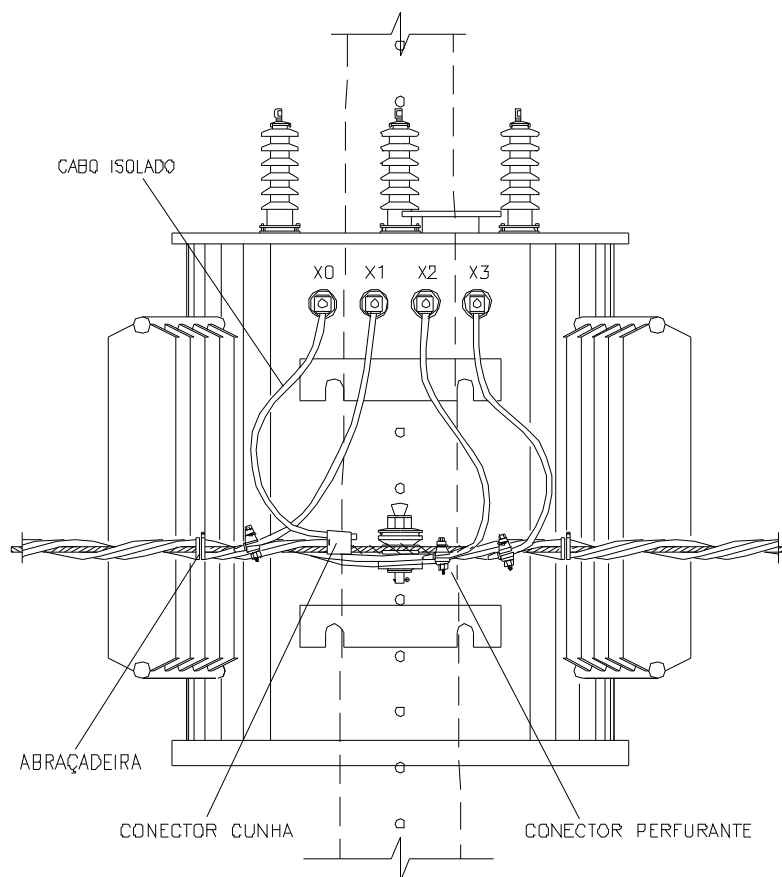 CABO ISOLADO
X0 X1 X2 X3
ABRAÇADEIRA
CONECTOR CUNHA
CONECTOR PERFURANTE